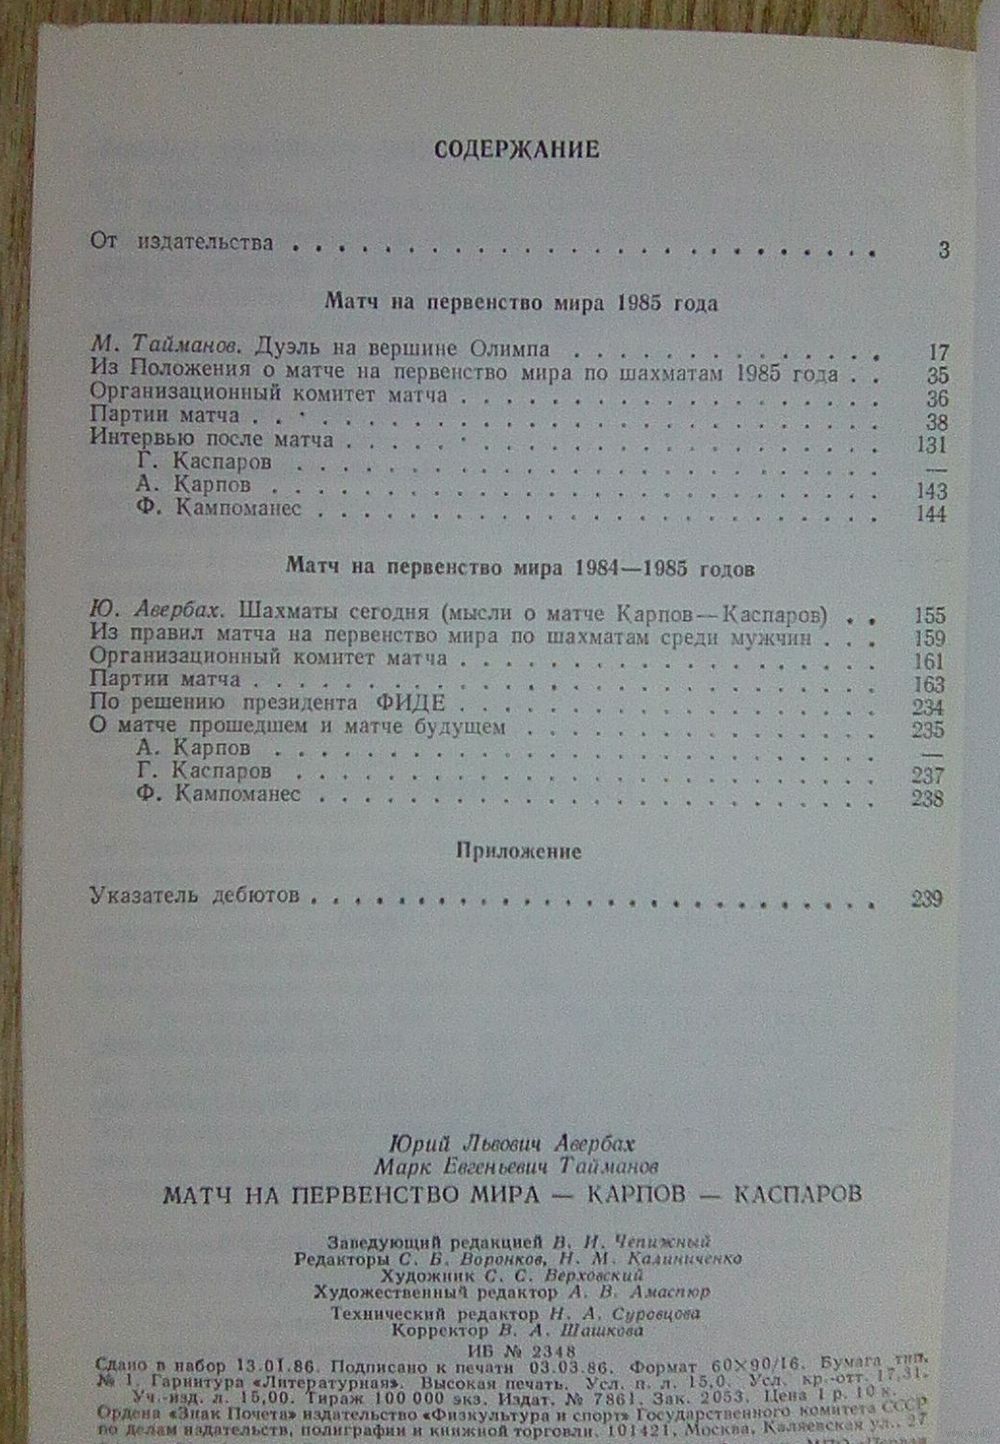 СОДЕРЖАНИЕ
От издательства . . . . . . . . . . . . . . . . . . . . . . . . . . 3
Матч на первенство мира 1985 года
М. Тайманов. Дуэль на вершине Олимпа . . . . . . . . . . . . . . 17
Из Положения о матче на первенство мира по шахматам 1985 года . . 35
Организационный комитет матча . . . . . . . . . . . . . . . . . . . 36
Партии матча . . . . . . . . . . . . . . . . . . . . . . . . . . . . 38
Интервью после матча . . . . . . . . . . . . . . . . . . . . . . . . 131
Г. Каспаров . . . . . . . . . . . . . . . . . . . . . . . . . . —
А. Карпов . . . . . . . . . . . . . . . . . . . . . . . . . . . 143
Ф. Кампоманес . . . . . . . . . . . . . . . . . . . . . . . . . 144
Матч на первенство мира 1984—1985 годов
Ю. Авербах. Шахматы сегодня (мысли о матче Карпов—Каспаров) . . 155
Из правил матча на первенство мира по шахматам среди мужчин . . . 159
Организационный комитет матча . . . . . . . . . . . . . . . . . . . 161
Партии матча . . . . . . . . . . . . . . . . . . . . . . . . . . . . 163
По решению президента ФИДЕ . . . . . . . . . . . . . . . . . . . 234
О матче прошедшем и матче будущем . . . . . . . . . . . . . . . . 235
А. Карпов . . . . . . . . . . . . . . . . . . . . . . . . . . . —
Г. Каспаров . . . . . . . . . . . . . . . . . . . . . . . . . . 237
Ф. Кампоманес . . . . . . . . . . . . . . . . . . . . . . . . . 238
Приложение
Указатель дебютов . . . . . . . . . . . . . . . . . . . . . . . . . 239
Юрий Львович Авербах
Марк Евгеньевич Тайманов
МАТЧ НА ПЕРВЕНСТВО МИРА — КАРПОВ — КАСПАРОВ
Заведующий редакцией В. И. Чепижный
Редакторы С. Б. Воронков, Н. М. Калиниченко
Художник С. С. Верховский
Художественный редактор А. В. Амаспюр
Технический редактор Н. А. Суровцова
Корректор В. А. Шашкова
ИБ № 2348
Сдано в набор 13.01.86. Подписано к печати 03.03.86. Формат 60×90/16. Бумага тип.
№ 1. Гарнитура «Литературная». Высокая печать. Усл. п. л. 15,0. Усл. кр.-отт. 17,31.
Уч.-изд. л. 15,00. Тираж 100 000 экз. Издат. № 7861. Зак. 2053. Цена 1 р. 10 к.
Ордена «Знак Почета» издательство «Физкультура и спорт» Государственного комитета СССР
по делам издательств, полиграфии и книжной торговли. 101421, Москва, Каляевская ул., 27